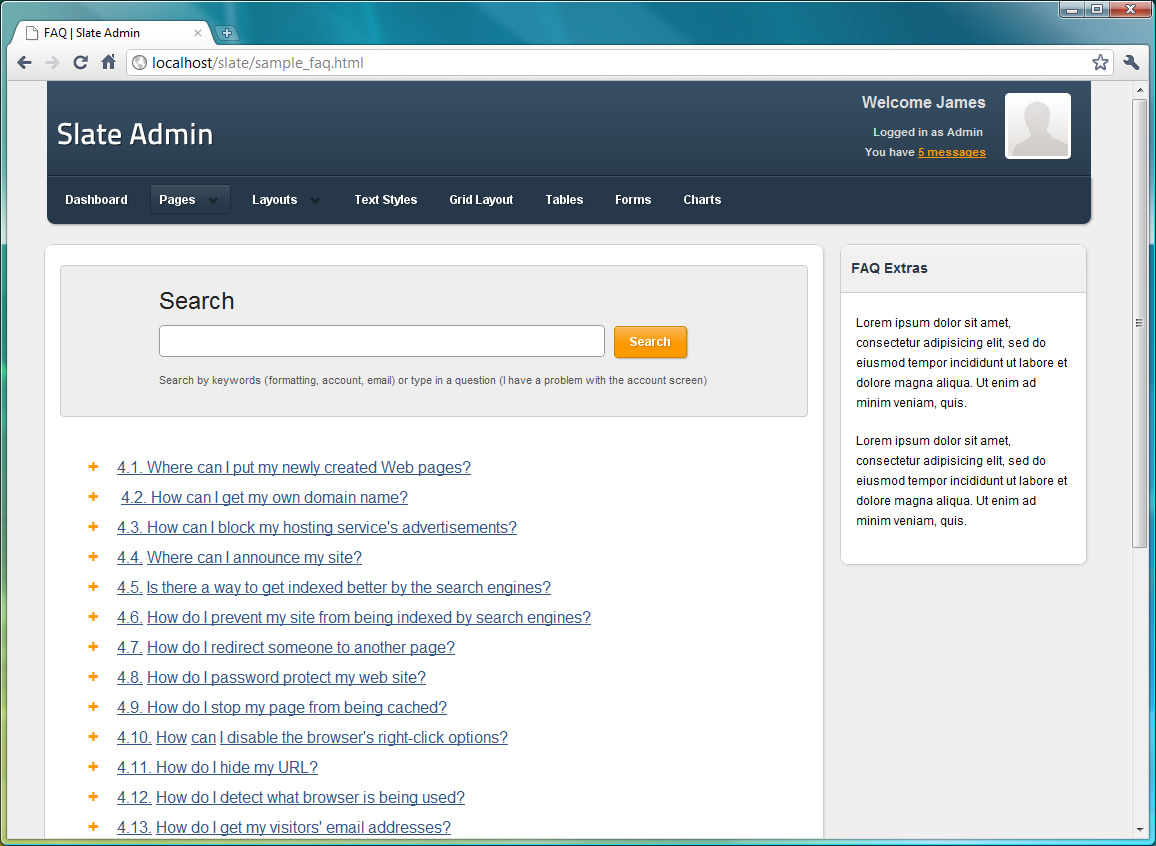 FAQ | Slate Admin
localhost/slate/sample_faq.html
Slate Admin
Welcome James
Logged in as Admin
You have 5 messages
Dashboard Pages Layouts Text Styles Grid Layout Tables Forms Charts
Search
Search
Search by keywords (formatting, account, email) or type in a question (I have a problem with the account screen)
4.1. Where can I put my newly created Web pages?
4.2. How can I get my own domain name?
4.3. How can I block my hosting service's advertisements?
4.4. Where can I announce my site?
4.5. Is there a way to get indexed better by the search engines?
4.6. How do I prevent my site from being indexed by search engines?
4.7. How do I redirect someone to another page?
4.8. How do I password protect my web site?
4.9. How do I stop my page from being cached?
4.10. How can I disable the browser's right-click options?
4.11. How do I hide my URL?
4.12. How do I detect what browser is being used?
4.13. How do I get my visitors' email addresses?
FAQ Extras
Lorem ipsum dolor sit amet,
consectetur adipisicing elit, sed do
eiusmod tempor incididunt ut labore et
dolore magna aliqua. Ut enim ad
minim veniam, quis.
Lorem ipsum dolor sit amet,
consectetur adipisicing elit, sed do
eiusmod tempor incididunt ut labore et
dolore magna aliqua. Ut enim ad
minim veniam, quis.